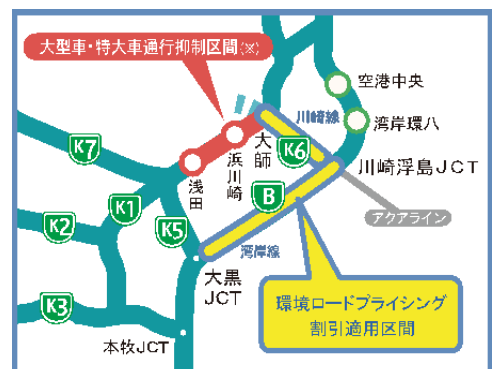 大型車・特大車通行抑制区間(※)
空港中央
川崎線
湾岸環八
K7
大師
K6
浜川崎
川崎浮島JCT
浅田
K1
B
K2
K5
アクアライン
湾岸線
大黒
JCT
環境ロードプライシング
割引適用区間
K3
本牧JCT